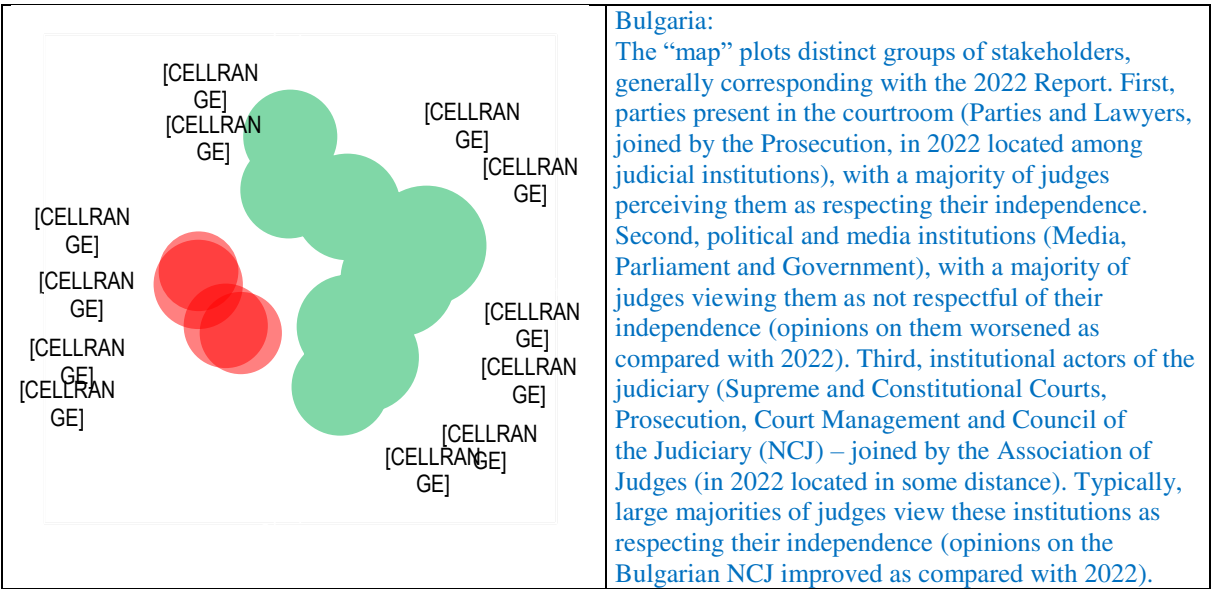 [CELLRAN
GE]
[CELLRAN
GE]
[CELLRAN
GE]
[CELLRAN
GE]
[CELLRAN
GE]
[CELLRAN
GE]
[CELLRAN
GE]
[CELLRAN
GE]
[CELLRAN
GE]
[CELLRAN
GE]
[CELLRAN
GE]
[CELLRAN
GE]
Bulgaria:
The “map” plots distinct groups of stakeholders,
generally corresponding with the 2022 Report. First,
parties present in the courtroom (Parties and Lawyers,
joined by the Prosecution, in 2022 located among
judicial institutions), with a majority of judges
perceiving them as respecting their independence.
Second, political and media institutions (Media,
Parliament and Government), with a majority of
judges viewing them as not respectful of their
independence (opinions on them worsened as
compared with 2022). Third, institutional actors of the
judiciary (Supreme and Constitutional Courts,
Prosecution, Court Management and Council of
the Judiciary (NCJ) – joined by the Association of
Judges (in 2022 located in some distance). Typically,
large majorities of judges view these institutions as
respecting their independence (opinions on the
Bulgarian NCJ improved as compared with 2022).